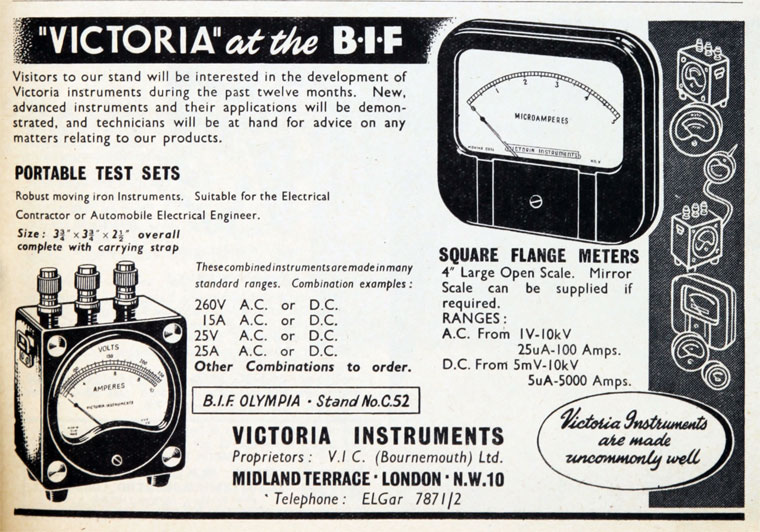 "VICTORIA" at the B·I·F
Visitors to our stand will be interested in the development of
Victoria instruments during the past twelve months. New,
advanced instruments and their applications will be demon-
strated, and technicians will be at hand for advice on any
matters relating to our products.
PORTABLE TEST SETS
Robust moving iron Instruments. Suitable for the Electrical
Contractor or Automobile Electrical Engineer.
Size: 3¾" × 3¾" × 2½" overall
complete with carrying strap
These combined instruments are made in many
standard ranges. Combination examples:
260V A.C. or D.C.
15A A.C. or D.C.
25V A.C. or D.C.
25A A.C. or D.C.
Other Combinations to order.
VOLTS
AMPERES
VICTORIA INSTRUMENTS
1 2 3 4 5
MICROAMPERES
MOVING COIL
VICTORIA INSTRUMENTS
SQUARE FLANGE METERS
4" Large Open Scale. Mirror
Scale can be supplied if
required.
RANGES:
A.C. From 1V-10kV
25uA-100 Amps.
D.C. From 5mV-10kV
5uA-5000 Amps.
B.I.F. OLYMPIA · Stand No. C.52
VICTORIA INSTRUMENTS
Proprietors: V.I C. (Bournemouth) Ltd.
MIDLAND TERRACE · LONDON · N.W.10
Telephone: ELGar 7871/2
Victoria Instruments
are made
uncommonly well